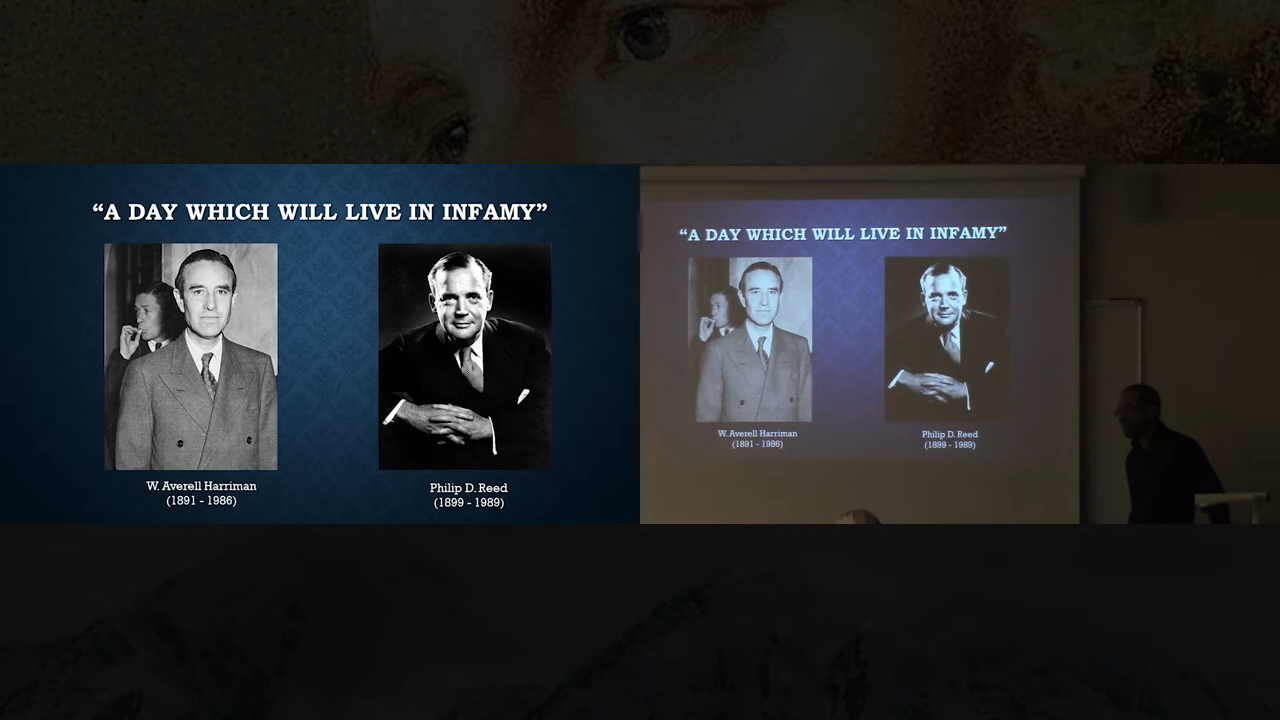 “A DAY WHICH WILL LIVE IN INFAMY”
W. Averell Harriman
(1891 - 1986)
Philip D. Reed
(1899 - 1989)
“A DAY WHICH WILL LIVE IN INFAMY”
W. Averell Harriman
(1891 - 1986)
Philip D. Reed
(1899 - 1989)